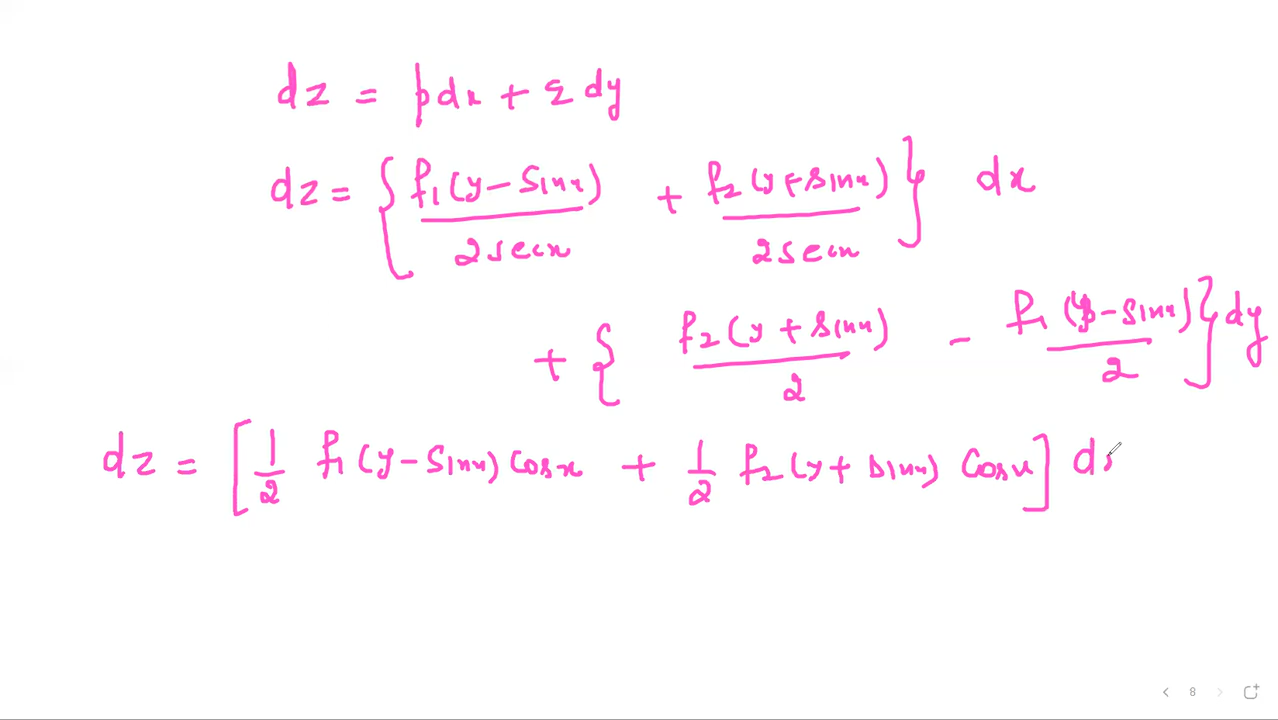 dz = pdx + q dy
dz = { f₁(y − sinx) / 2secx + f₂(y + sinx) / 2secx } dx
+ { f₂(y + sinx) / 2 − f₁(y − sinx) / 2 } dy
dz = [ 1/2 f₁(y − sinx) cosx + 1/2 f₂(y + sinx) cosx ] dx
8